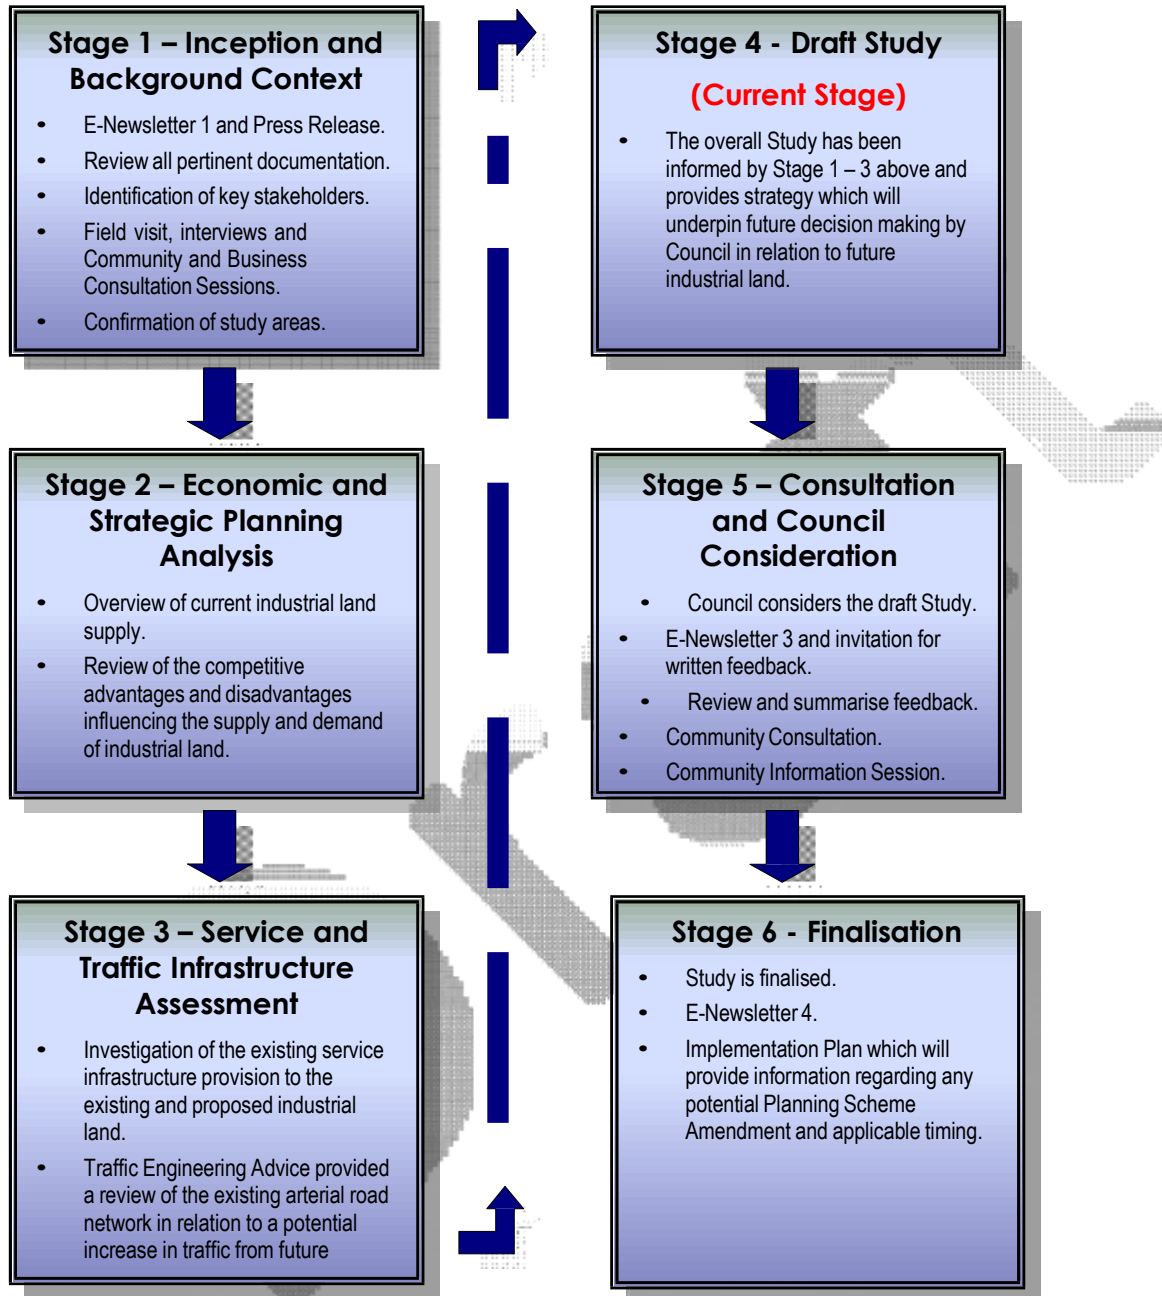 Stage 1 – Inception and
Background Context
• E-Newsletter 1 and Press Release.
• Review all pertinent documentation.
• Identification of key stakeholders.
• Field visit, interviews and
Community and Business
Consultation Sessions.
• Confirmation of study areas.
Stage 2 – Economic and
Strategic Planning
Analysis
• Overview of current industrial land
supply.
• Review of the competitive
advantages and disadvantages
influencing the supply and demand
of industrial land.
Stage 3 – Service and
Traffic Infrastructure
Assessment
• Investigation of the existing service
infrastructure provision to the
existing and proposed industrial
land.
• Traffic Engineering Advice provided
a review of the existing arterial road
network in relation to a potential
increase in traffic from future
Stage 4 - Draft Study
(Current Stage)
• The overall Study has been
informed by Stage 1 – 3 above and
provides strategy which will
underpin future decision making by
Council in relation to future
industrial land.
Stage 5 – Consultation
and Council
Consideration
• Council considers the draft Study.
• E-Newsletter 3 and invitation for
written feedback.
• Review and summarise feedback.
• Community Consultation.
• Community Information Session.
Stage 6 - Finalisation
• Study is finalised.
• E-Newsletter 4.
• Implementation Plan which will
provide information regarding any
potential Planning Scheme
Amendment and applicable timing.